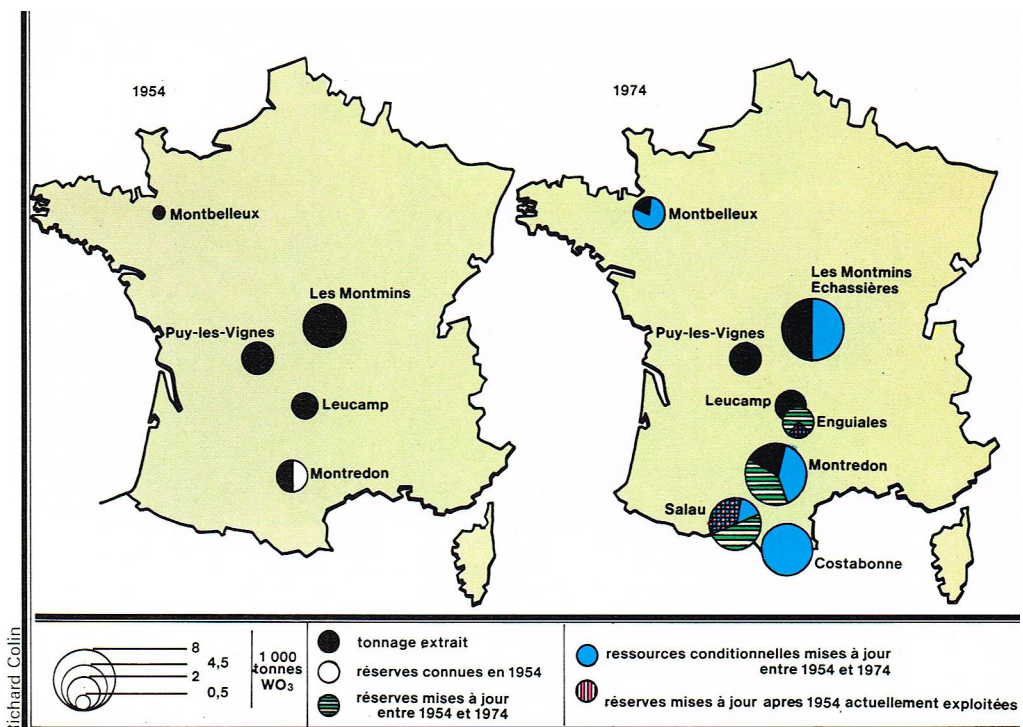 1954
Montbelleux
Les Montmins
Puy-les-Vignes
Leucamp
Montredon
1974
Montbelleux
Les Montmins
Echassières
Puy-les-Vignes
Leucamp
Enguiales
Montredon
Salau
Costabonne
Richard Colin
8
4,5
2
0,5
1 000
tonnes
WO₃
tonnage extrait
réserves connues en 1954
réserves mises à jour
entre 1954 et 1974
ressources conditionnelles mises à jour
entre 1954 et 1974
réserves mises à jour apres 1954 actuellement exploitées